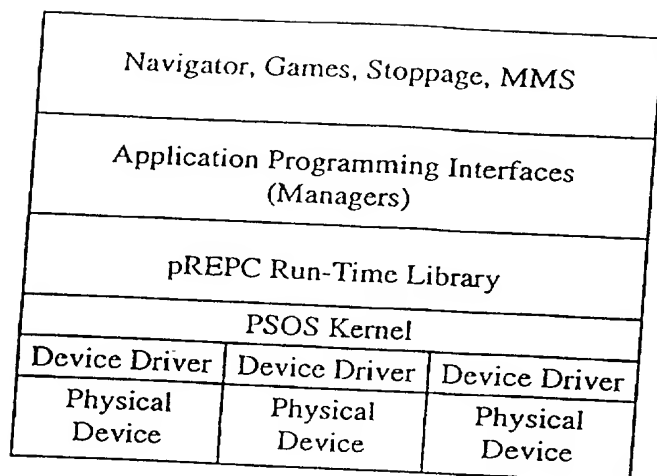 Navigator, Games, Stoppage, MMS
Application Programming Interfaces
(Managers)
pREPC Run-Time Library
PSOS Kernel
Device Driver Device Driver Device Driver
Physical Device Physical Device Physical Device